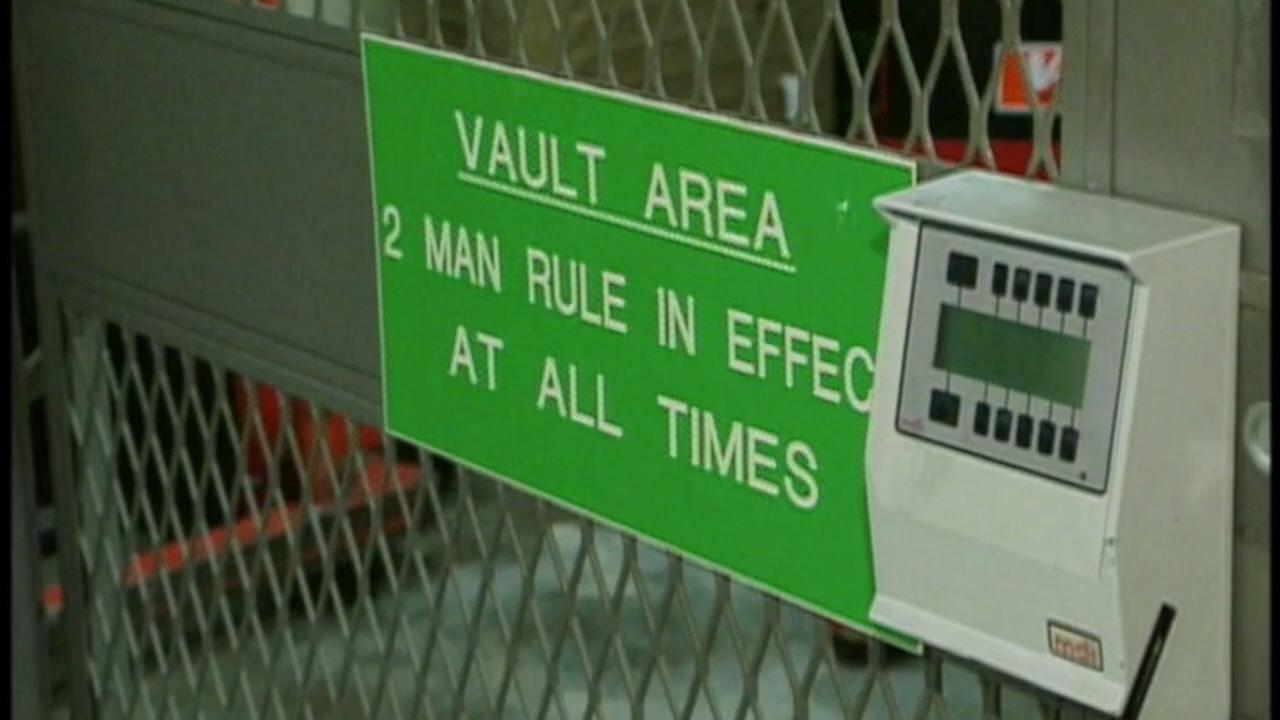 VAULT AREA
2 MAN RULE IN EFFEC
AT ALL TIMES
mdi